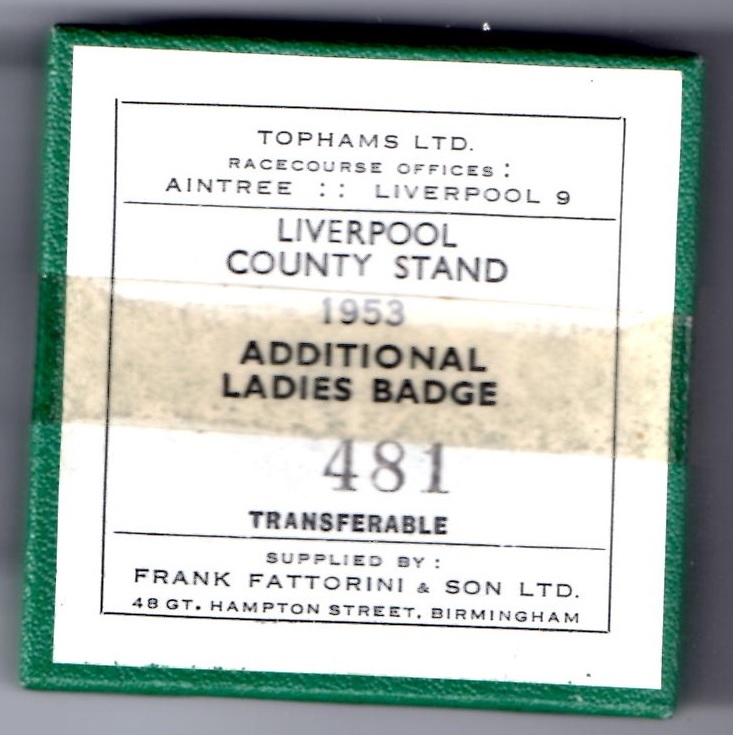 TOPHAMS LTD.
RACECOURSE OFFICES:
AINTREE :: LIVERPOOL 9
LIVERPOOL
COUNTY STAND
1953
ADDITIONAL
LADIES BADGE
481
TRANSFERABLE
SUPPLIED BY:
FRANK FATTORINI & SON LTD.
48 GT. HAMPTON STREET, BIRMINGHAM